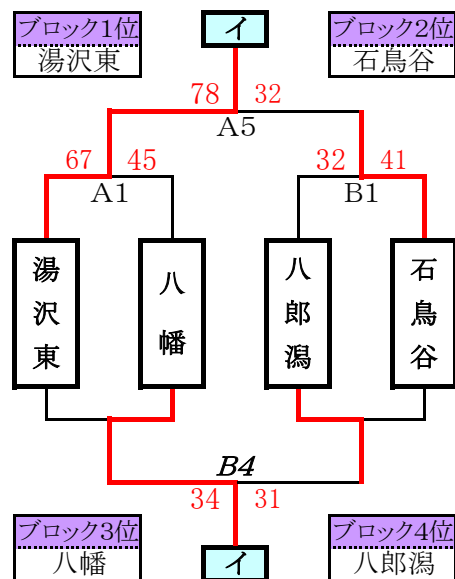 ブロック1位
湯沢東
イ
ブロック2位
石鳥谷
78 32
A5
67 45
A1
32 41
B1
湯沢東
八幡
八郎潟
石鳥谷
B4
34 31
ブロック3位
八幡
イ
ブロック4位
八郎潟